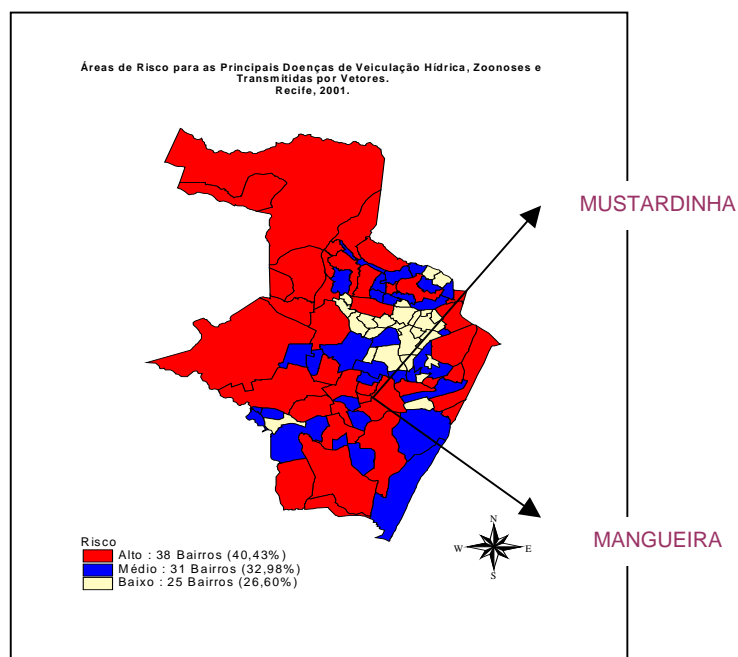 Áreas de Risco para as Principais Doenças de Veiculação Hídrica, Zoonoses e
Transmitidas por Vetores.
Recife, 2001.
MUSTARDINHA
MANGUEIRA
N
W E
S
Risco
Alto : 38 Bairros (40,43%)
Médio : 31 Bairros (32,98%)
Baixo : 25 Bairros (26,60%)